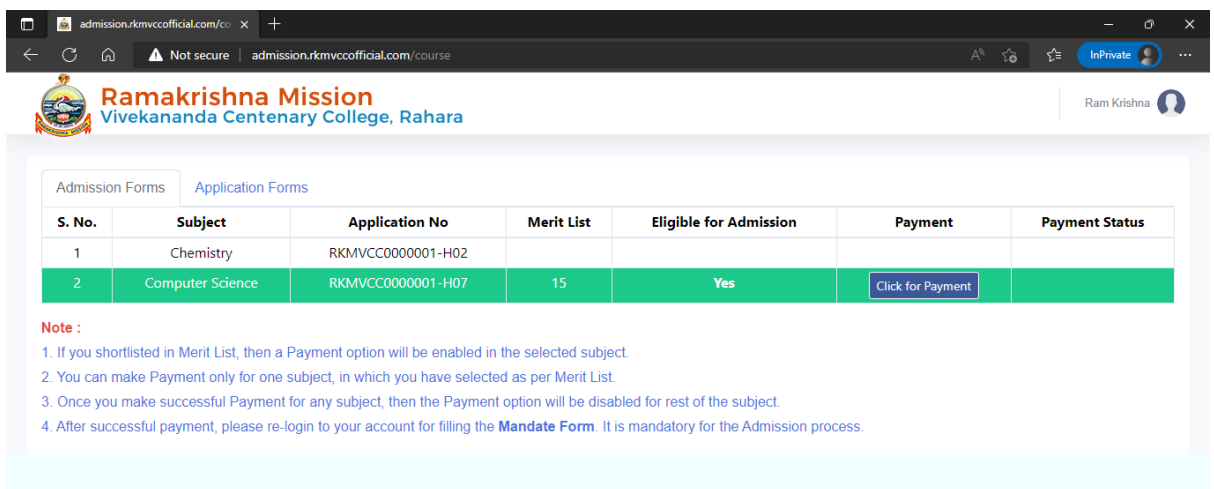 admission.rkmvccofficial.com/co
Not secure | admission.rkmvccofficial.com/course
InPrivate
Ramakrishna Mission
Vivekananda Centenary College, Rahara
Ram Krishna
Admission Forms Application Forms
S. No. Subject Application No Merit List Eligible for Admission Payment Payment Status
1 Chemistry RKMVCC0000001-H02
2 Computer Science RKMVCC0000001-H07 15 Yes Click for Payment
Note :
1. If you shortlisted in Merit List, then a Payment option will be enabled in the selected subject.
2. You can make Payment only for one subject, in which you have selected as per Merit List.
3. Once you make successful Payment for any subject, then the Payment option will be disabled for rest of the subject.
4. After successful payment, please re-login to your account for filling the Mandate Form. It is mandatory for the Admission process.